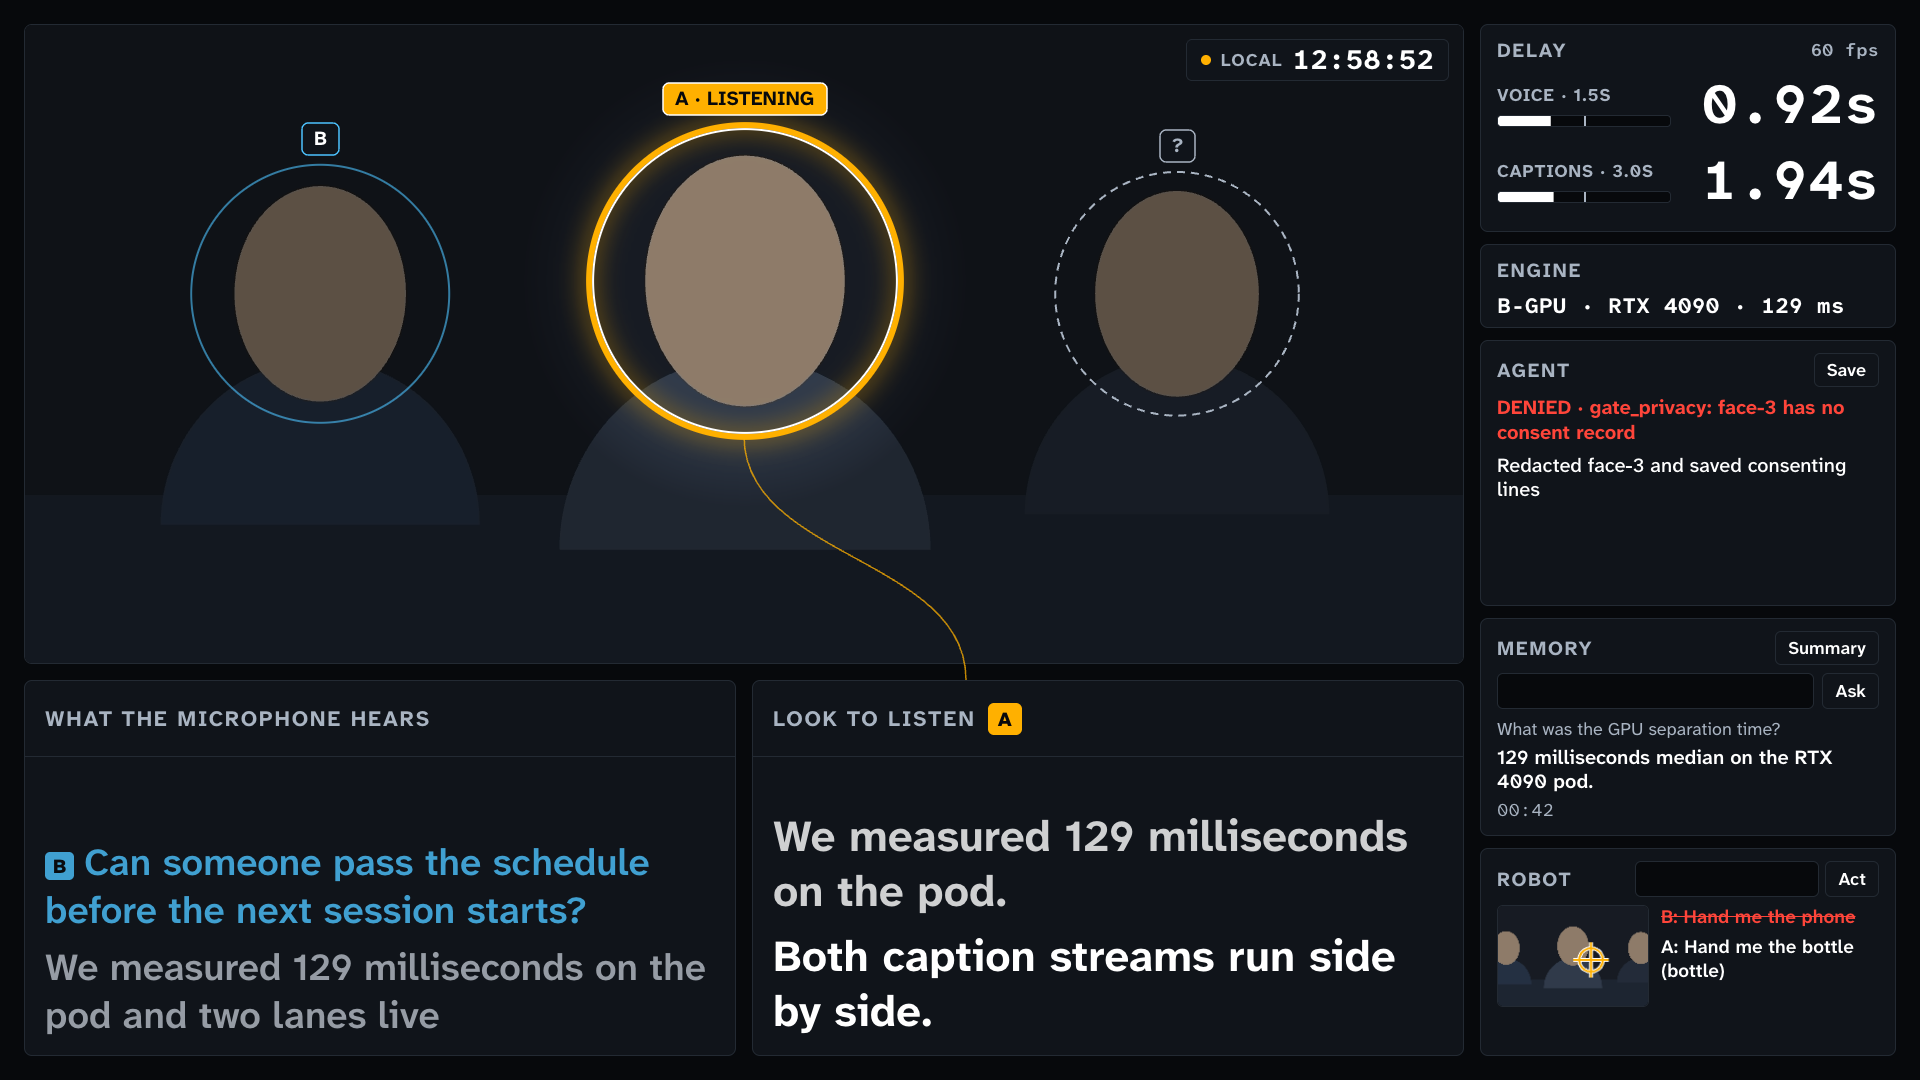 LOCAL 12:58:52
A · LISTENING
B
?
WHAT THE MICROPHONE HEARS
B Can someone pass the schedule
before the next session starts?
We measured 129 milliseconds on the
pod and two lanes live
LOOK TO LISTEN A
We measured 129 milliseconds
on the pod.
Both caption streams run side
by side.
DELAY 60 fps
VOICE · 1.5S 0.92s
CAPTIONS · 3.0S 1.94s
ENGINE
B-GPU · RTX 4090 · 129 ms
AGENT Save
DENIED · gate_privacy: face-3 has no
consent record
Redacted face-3 and saved consenting
lines
MEMORY Summary
Ask
What was the GPU separation time?
129 milliseconds median on the RTX
4090 pod.
00:42
ROBOT Act
B: Hand me the phone
A: Hand me the bottle
(bottle)